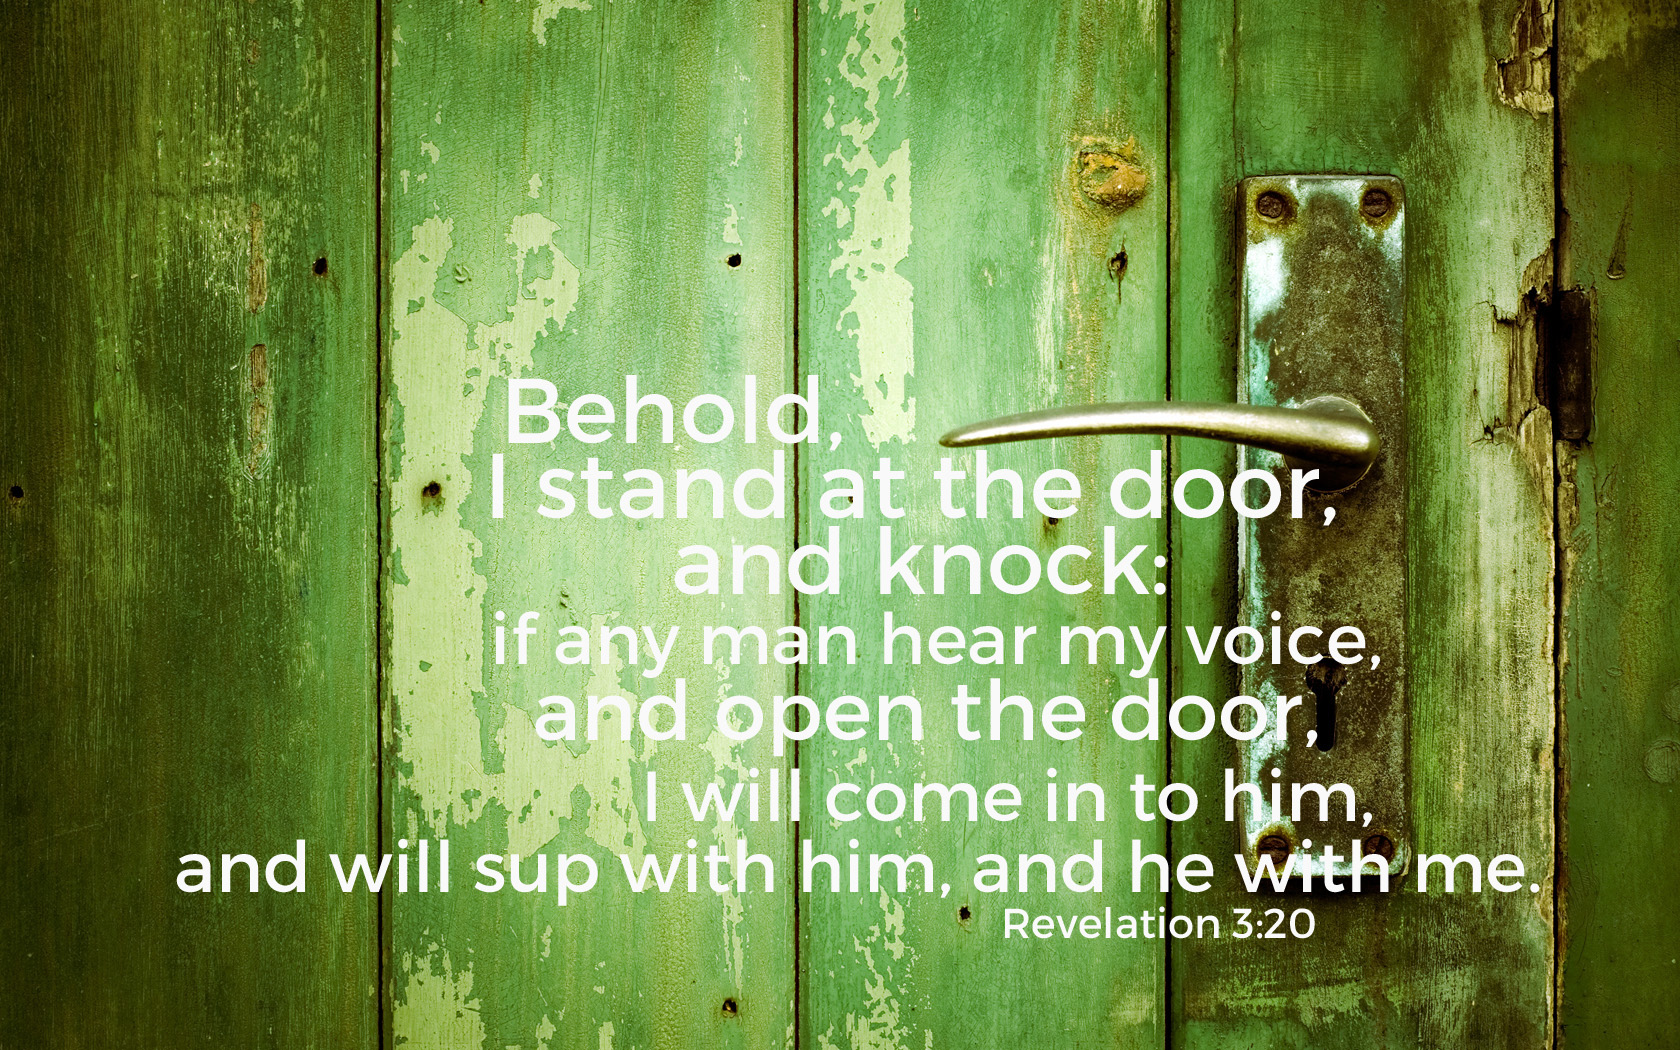 Behold,
I stand at the door,
and knock:
if any man hear my voice,
and open the door,
I will come in to him,
and will sup with him, and he with me.
Revelation 3:20